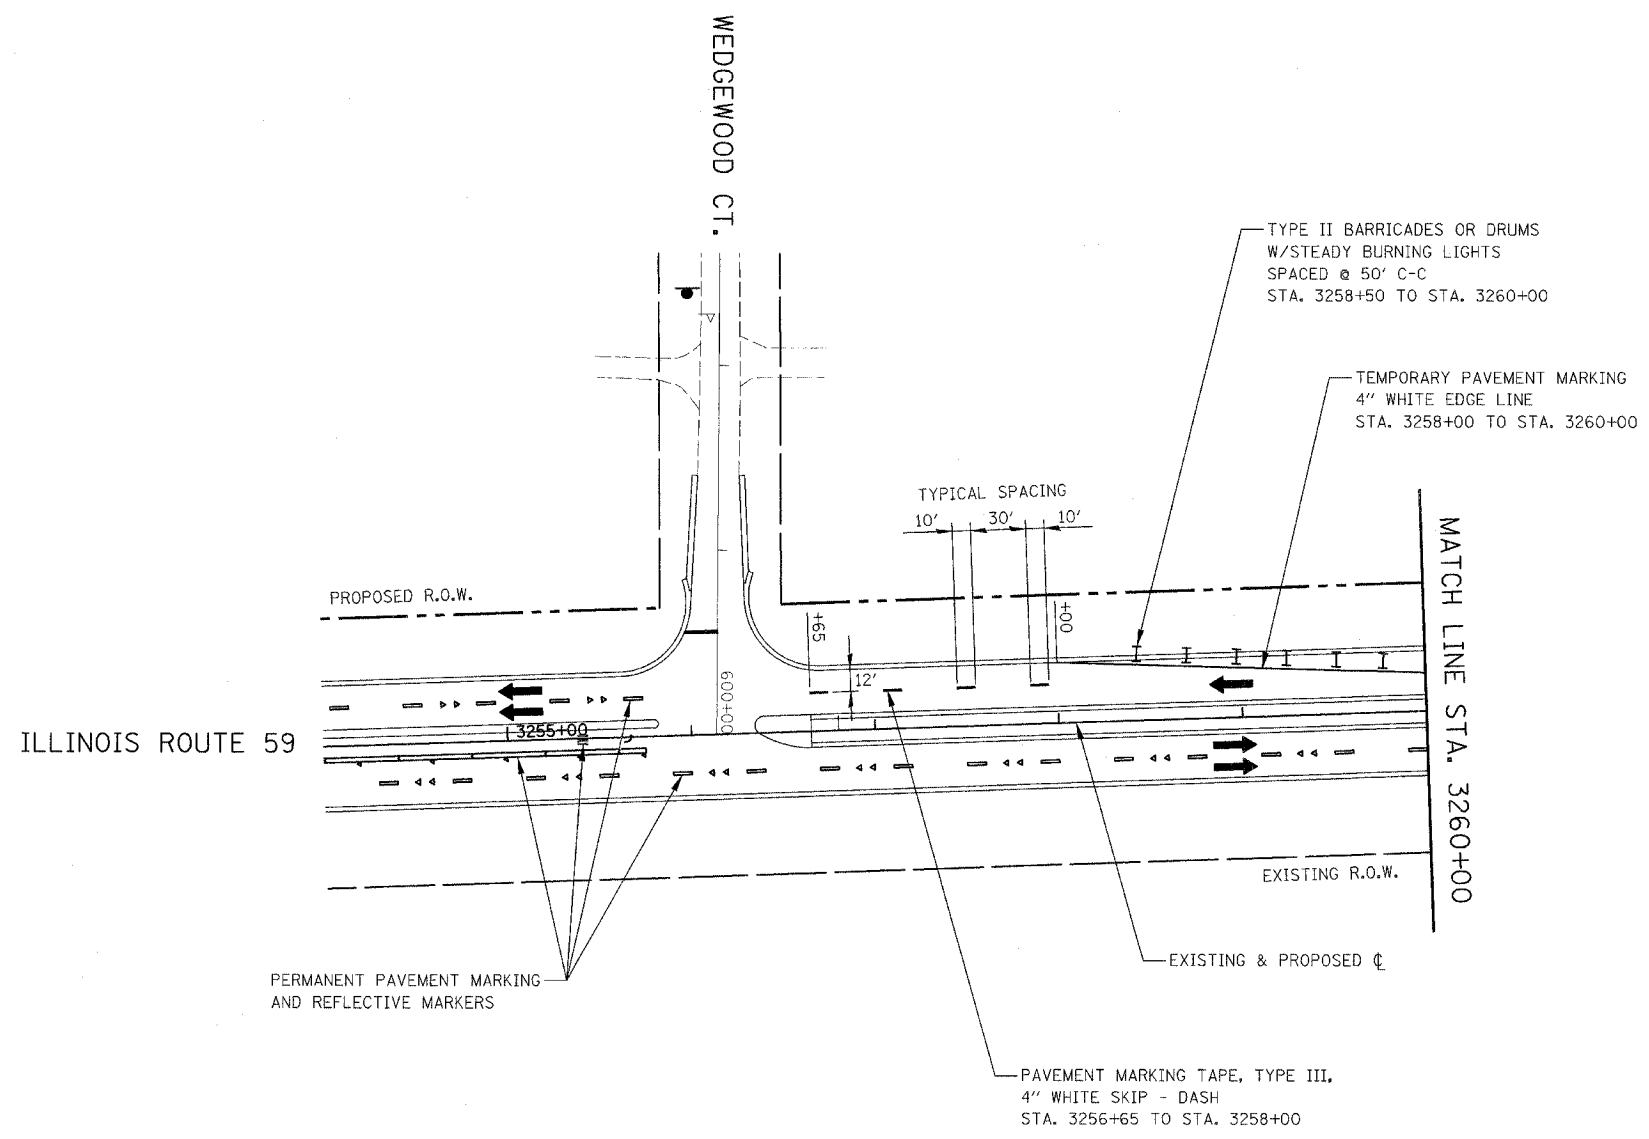 WEDGEWOOD CT.
TYPE II BARRICADES OR DRUMS
W/STEADY BURNING LIGHTS
SPACED @ 50' C-C
STA. 3258+50 TO STA. 3260+00
TEMPORARY PAVEMENT MARKING
4" WHITE EDGE LINE
STA. 3258+00 TO STA. 3260+00
TYPICAL SPACING
10' 30' 10'
PROPOSED R.O.W.
+65
+00
12'
600+00
3255+00
ILLINOIS ROUTE 59
MATCH LINE STA. 3260+00
EXISTING R.O.W.
EXISTING & PROPOSED ℄
PERMANENT PAVEMENT MARKING
AND REFLECTIVE MARKERS
PAVEMENT MARKING TAPE, TYPE III,
4" WHITE SKIP - DASH
STA. 3256+65 TO STA. 3258+00